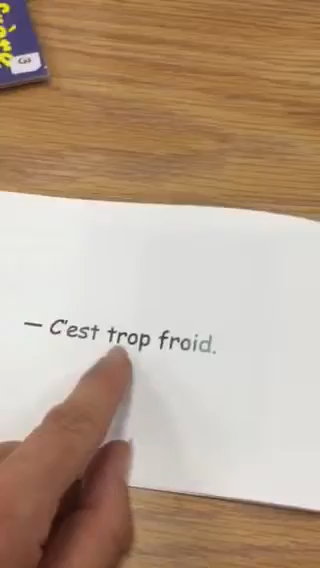 — C'est trop froid.